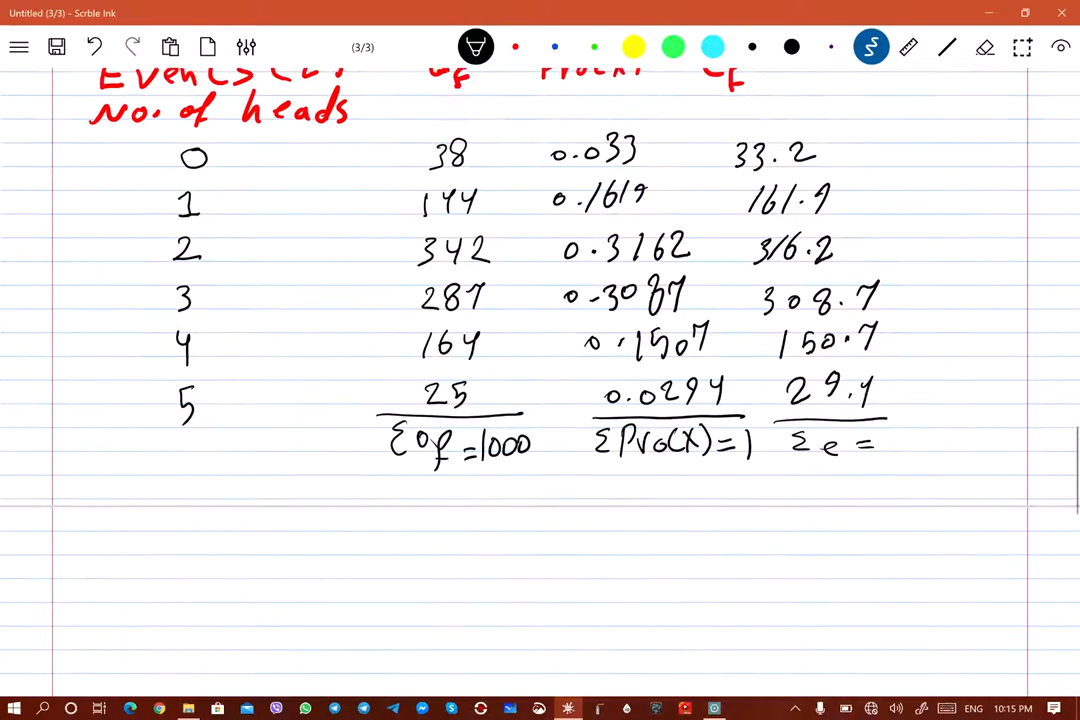 Untitled (3/3) - Scrble Ink
(3/3)
No. of heads
0 38 0.033 33.2
1 144 0.1619 161.9
2 342 0.3162 316.2
3 287 0.3087 308.7
4 164 0.1507 150.7
5 25 0.0294 29.4
Σof=1000 ΣPro(X)=1 Σe=
ENG 10:15 PM